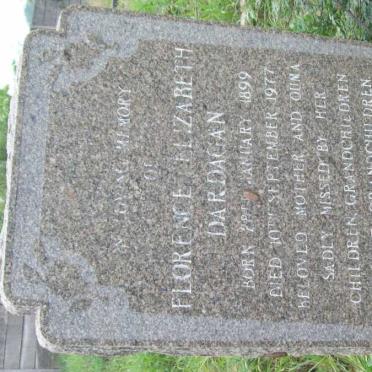 IN LOVING MEMORY
OF
FLORENCE ELIZABETH
DARDAGAN
BORN 29TH JANUARY 1899
DIED 10TH SEPTEMBER 1977
BELOVED MOTHER AND OUMA
SADLY MISSED BY HER
CHILDREN, GRANDCHILDREN